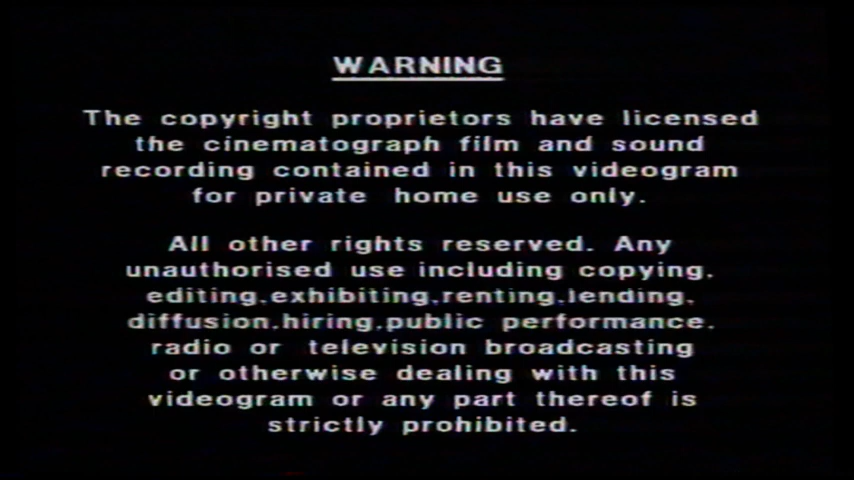 WARNING
The copyright proprietors have licensed
the cinematograph film and sound
recording contained in this videogram
for private home use only.
All other rights reserved. Any
unauthorised use including copying,
editing,exhibiting,renting,lending,
diffusion,hiring,public performance,
radio or television broadcasting
or otherwise dealing with this
videogram or any part thereof is
strictly prohibited.